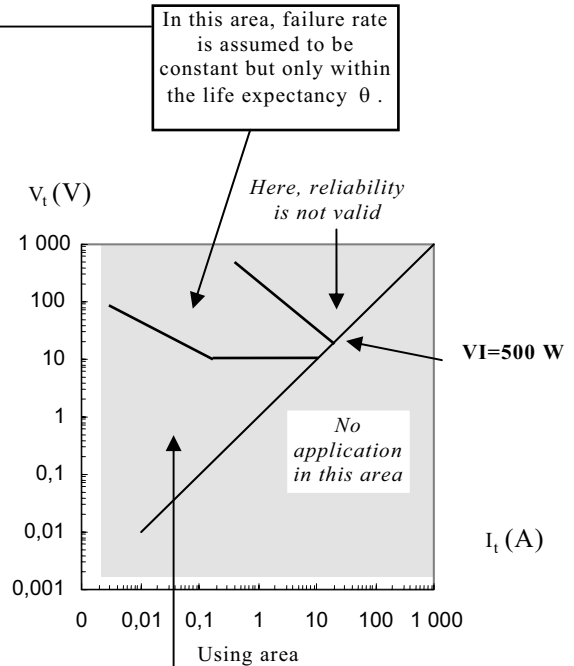 In this area, failure rate
is assumed to be
constant but only within
the life expectancy θ .
Vt (V)
Here, reliability
is not valid
1 000
100
10
1
0,1
0,01
0,001
VI=500 W
No
application
in this area
It (A)
0
0,01
0,1
1
10
100
1 000
Using area